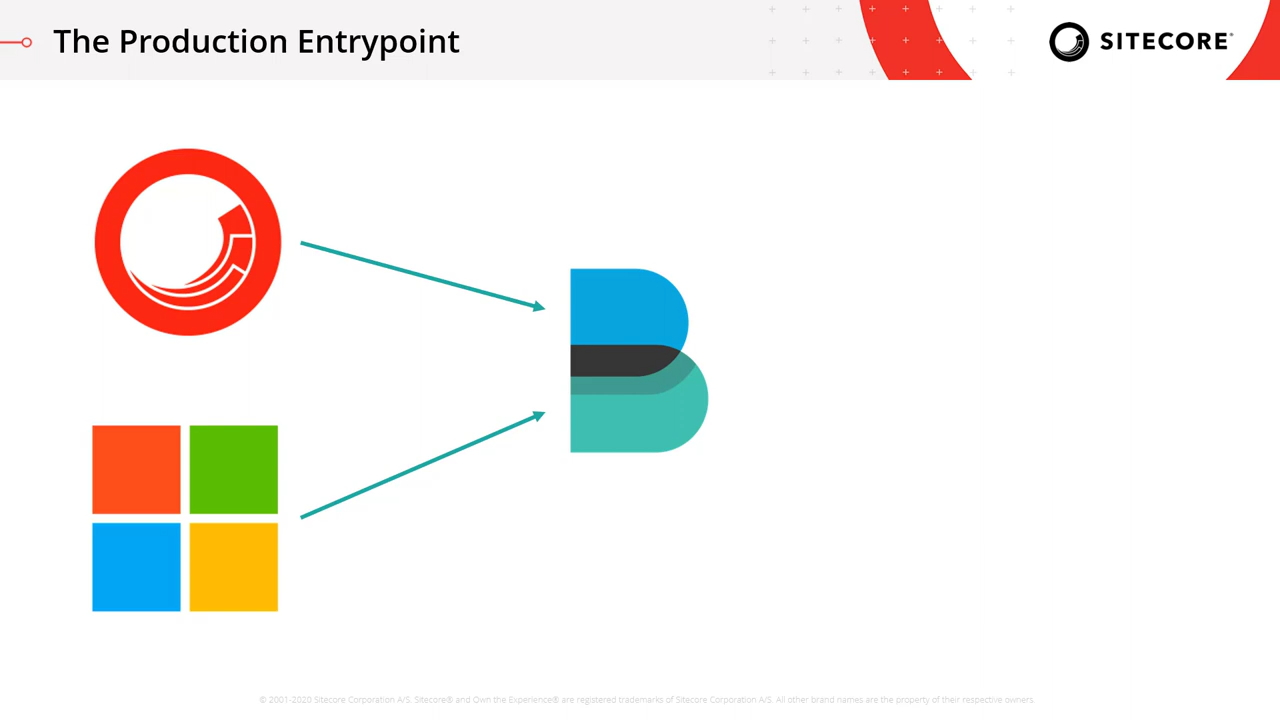 The Production Entrypoint
SITECORE®
© 2001-2020 Sitecore Corporation A/S. Sitecore® and Own the Experience® are registered trademarks of Sitecore Corporation A/S. All other brand names are the property of their respective owners.